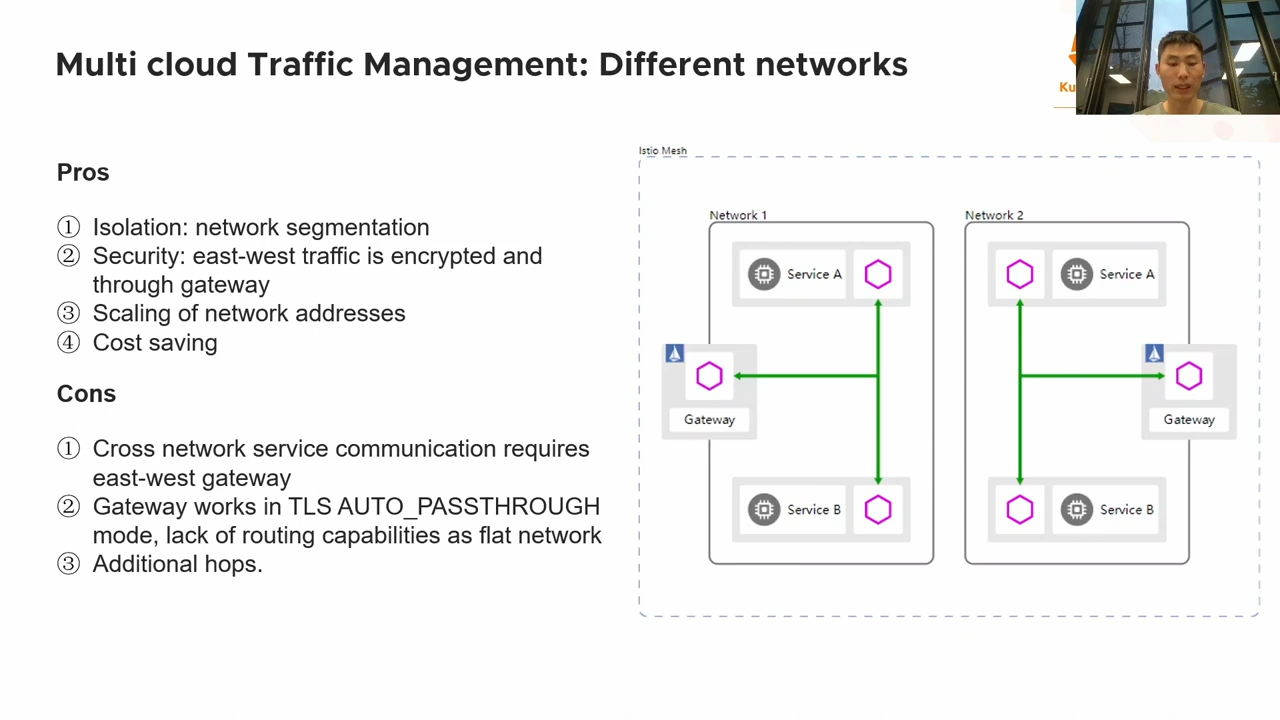 Multi cloud Traffic Management: Different networks
Ku
Pros
① Isolation: network segmentation
② Security: east-west traffic is encrypted and
through gateway
③ Scaling of network addresses
④ Cost saving
Cons
① Cross network service communication requires
east-west gateway
② Gateway works in TLS AUTO_PASSTHROUGH
mode, lack of routing capabilities as flat network
③ Additional hops.
Istio Mesh
Network 1
Service A
Gateway
Service B
Network 2
Service A
Gateway
Service B